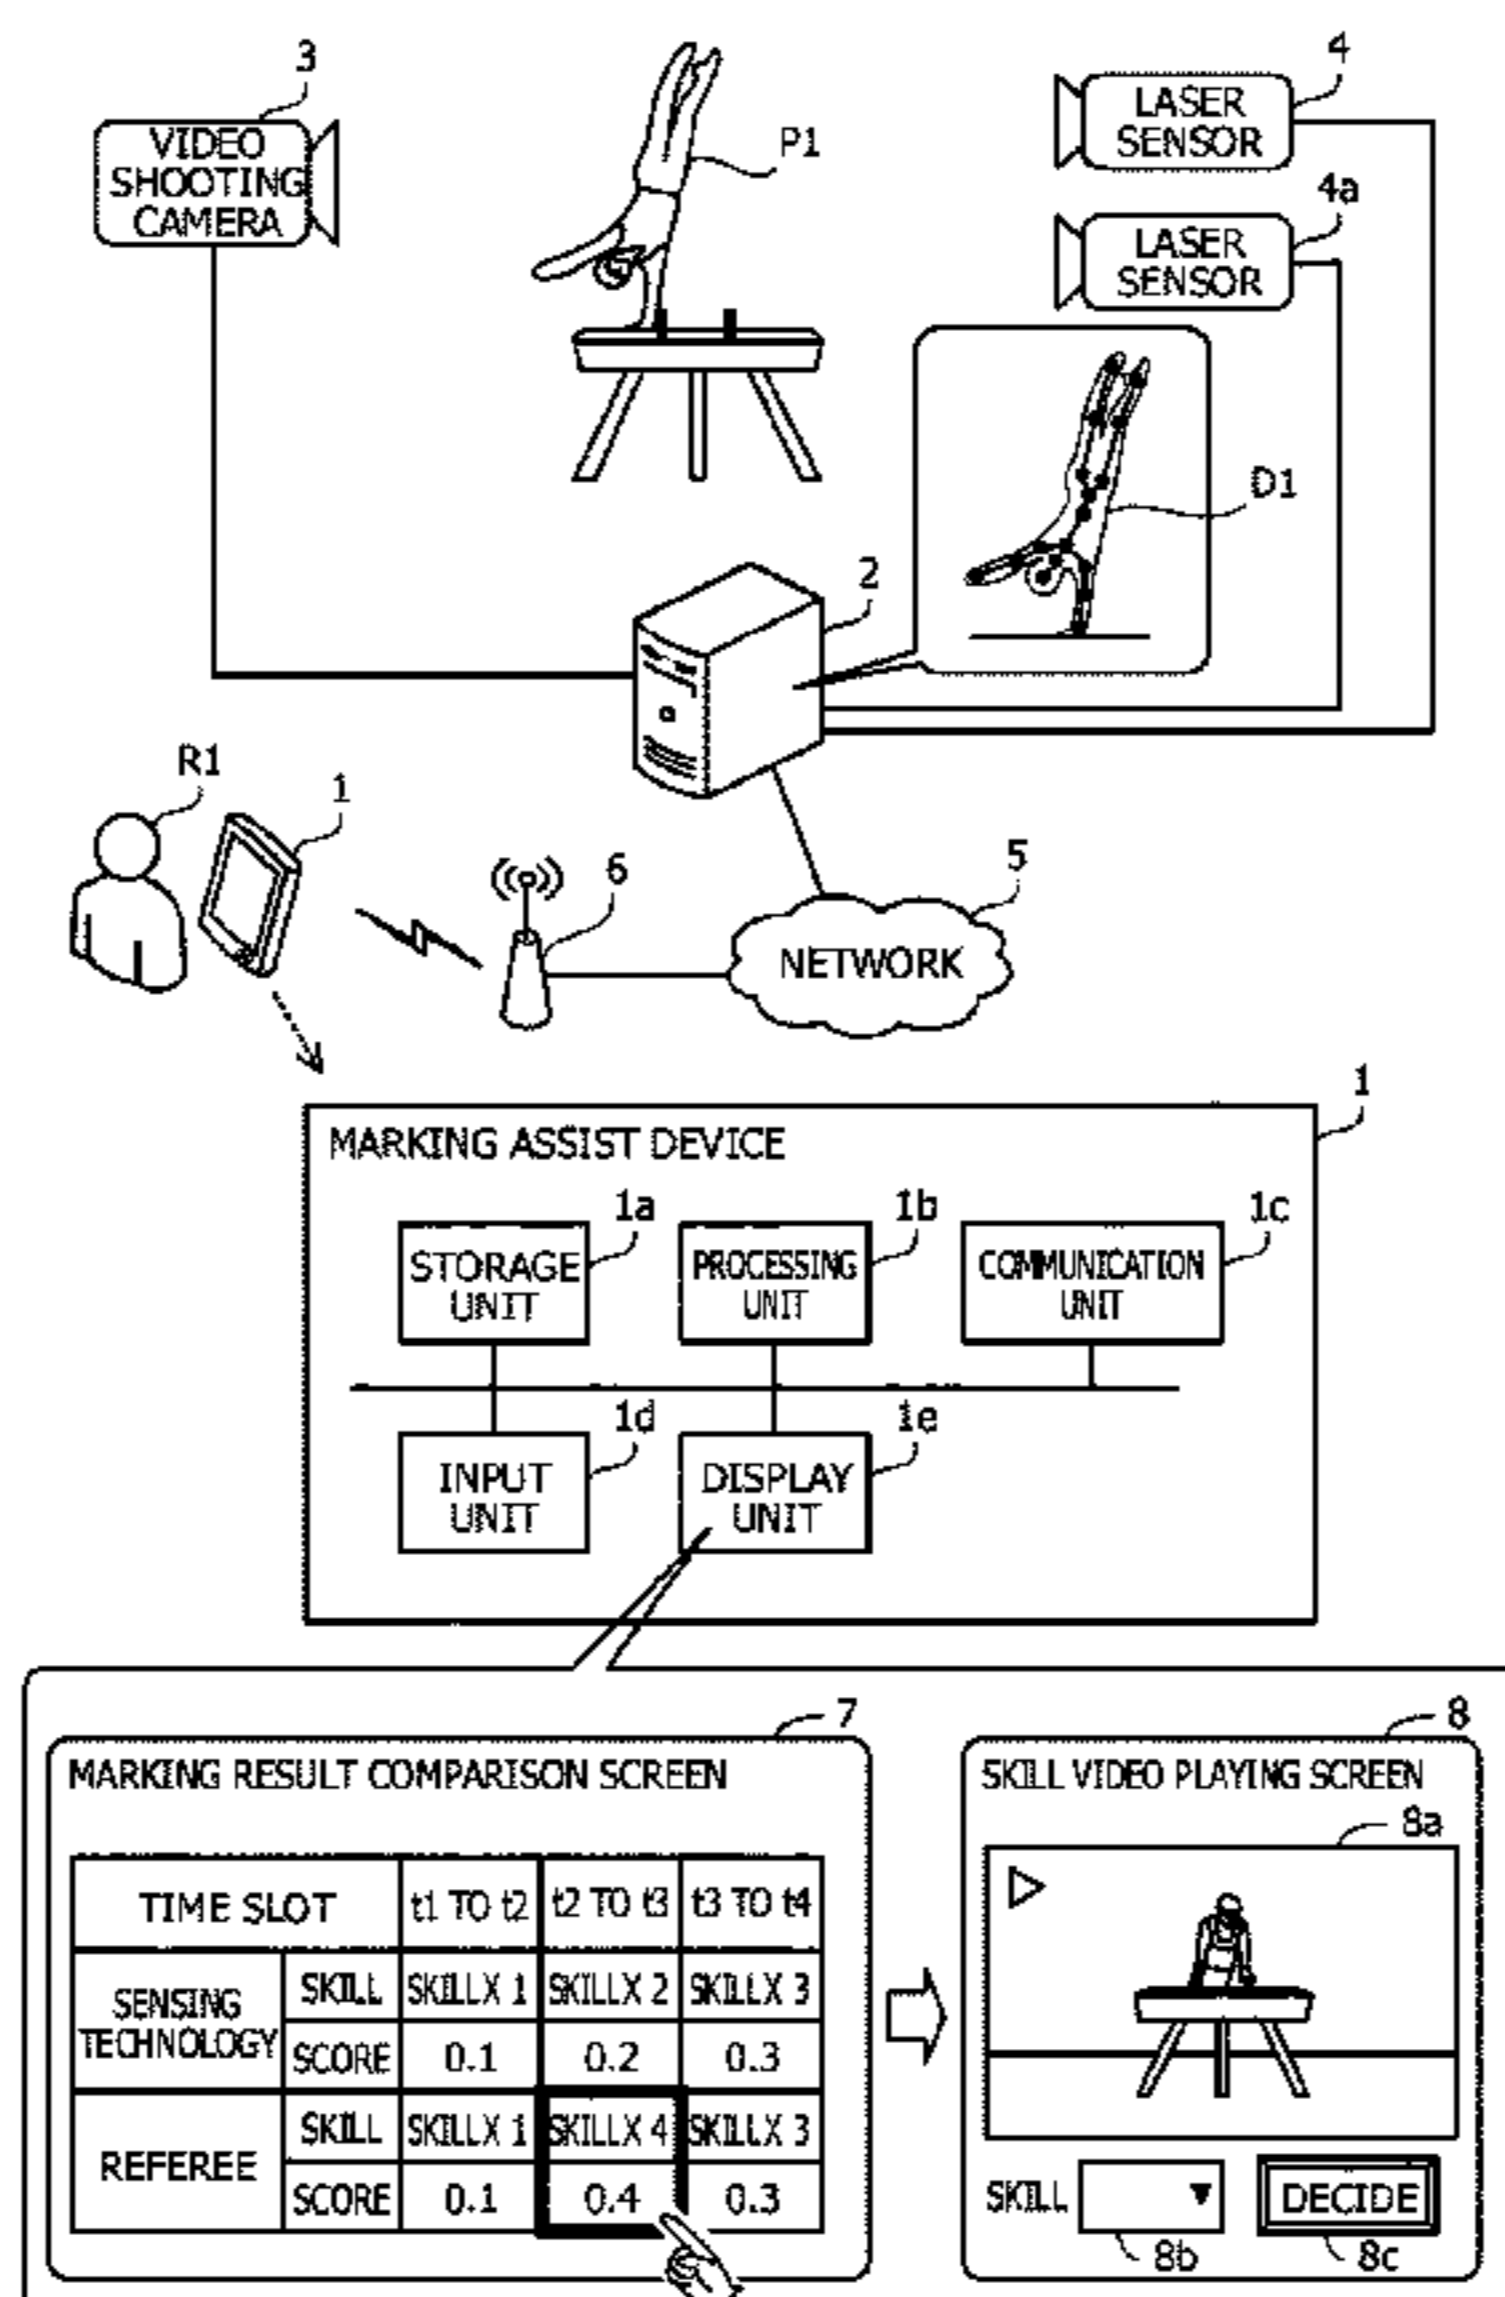 3
VIDEO
SHOOTING
CAMERA
P1
4
LASER
SENSOR
4a
LASER
SENSOR
D1
2
R1
1
6
5
NETWORK
1
MARKING ASSIST DEVICE
1a
STORAGE
UNIT
1b
PROCESSING
UNIT
1c
COMMUNICATION
UNIT
1d
INPUT
UNIT
1e
DISPLAY
UNIT
7
MARKING RESULT COMPARISON SCREEN
TIME SLOT t1 TO t2 t2 TO t3 t3 TO t4
SENSING
TECHNOLOGY
SKILL SKILLX 1 SKILLX 2 SKILLX 3
SCORE 0.1 0.2 0.3
REFEREE
SKILL SKILLX 1 SKILLX 4 SKILLX 3
SCORE 0.1 0.4 0.3
8
SKILL VIDEO PLAYING SCREEN
8a
SKILL
DECIDE
8b
8c